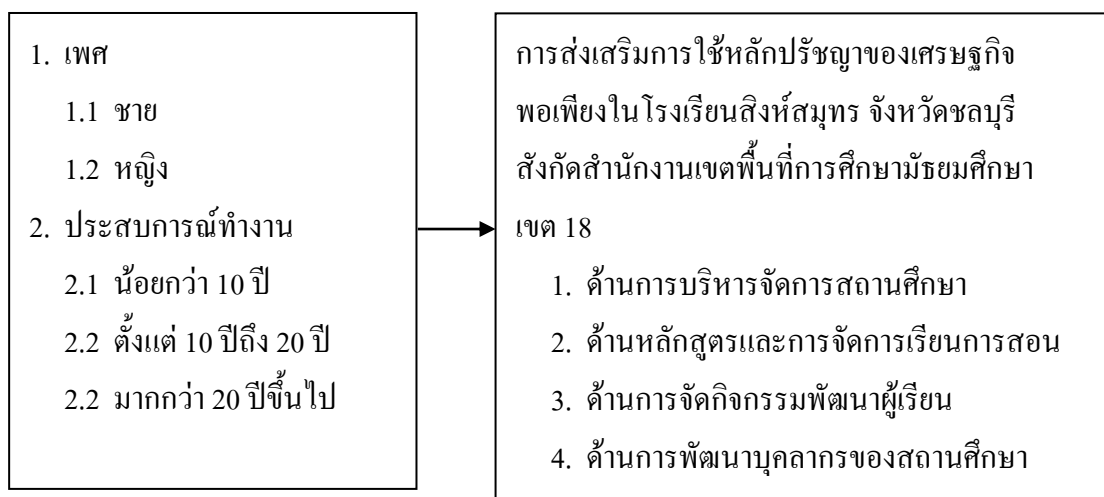 1. เพศ
1.1 ชาย
1.2 หญิง
2. ประสบการณ์ทำงาน
2.1 น้อยกว่า 10 ปี
2.2 ตั้งแต่ 10 ปีถึง 20 ปี
2.2 มากกว่า 20 ปีขึ้นไป
การส่งเสริมการใช้หลักปรัชญาของเศรษฐกิจ
พอเพียงในโรงเรียนสิงห์สมุทร จังหวัดชลบุรี
สังกัดสำนักงานเขตพื้นที่การศึกษามัธยมศึกษา
เขต 18
1. ด้านการบริหารจัดการสถานศึกษา
2. ด้านหลักสูตรและการจัดการเรียนการสอน
3. ด้านการจัดกิจกรรมพัฒนาผู้เรียน
4. ด้านการพัฒนาบุคลากรของสถานศึกษา